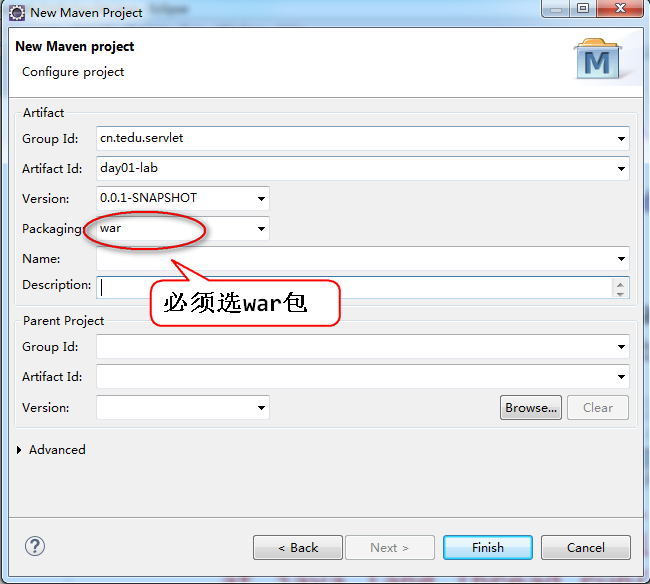 eclipse
New Maven Project
New Maven project
Configure project
M
Artifact
Group Id: cn.tedu.servlet
Artifact Id: day01-lab
Version: 0.0.1-SNAPSHOT
Packaging: war
Name:
Description:
必须选war包
Parent Project
Group Id:
Artifact Id:
Version: Browse... Clear
Advanced
? < Back Next > Finish Cancel